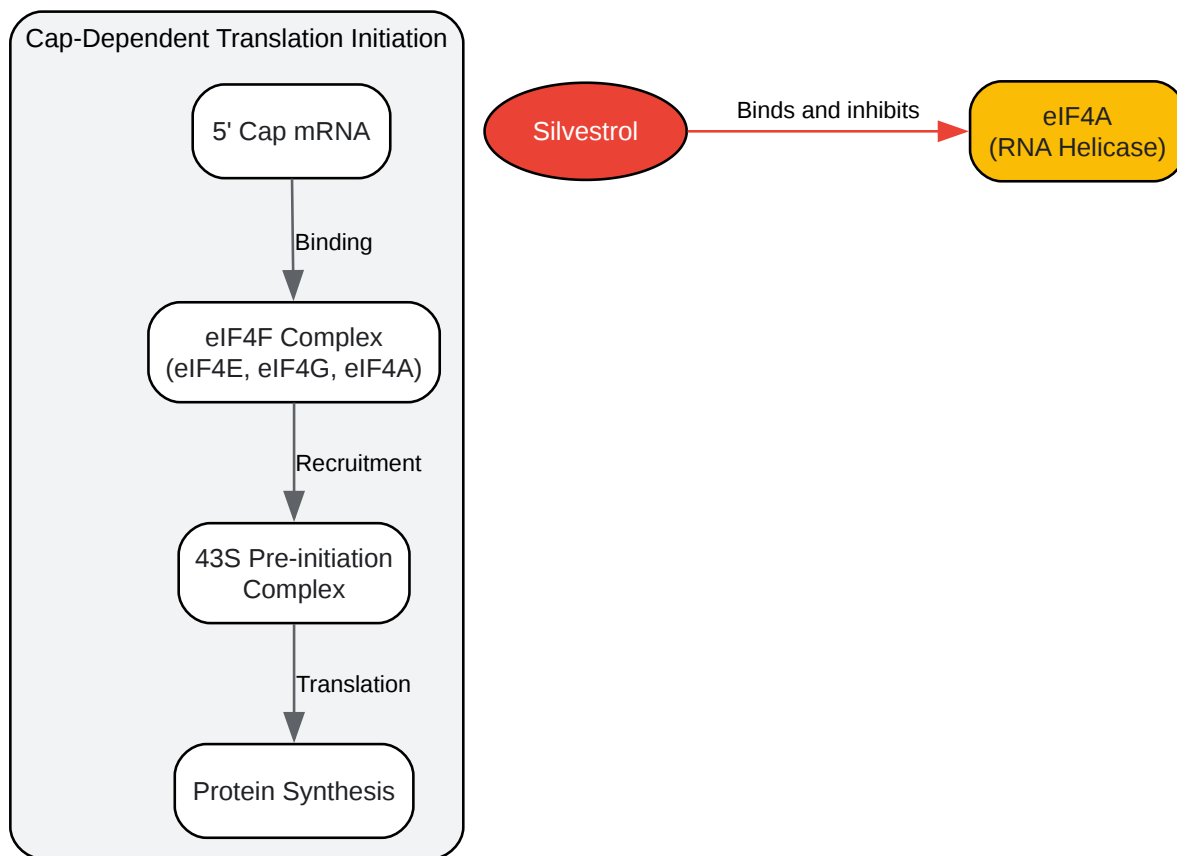 Cap-Dependent Translation Initiation
5' Cap mRNA
Binding
eIF4F Complex
(eIF4E, eIF4G, eIF4A)
Recruitment
43S Pre-initiation
Complex
Translation
Protein Synthesis
Silvestrol
Binds and inhibits
eIF4A
(RNA Helicase)